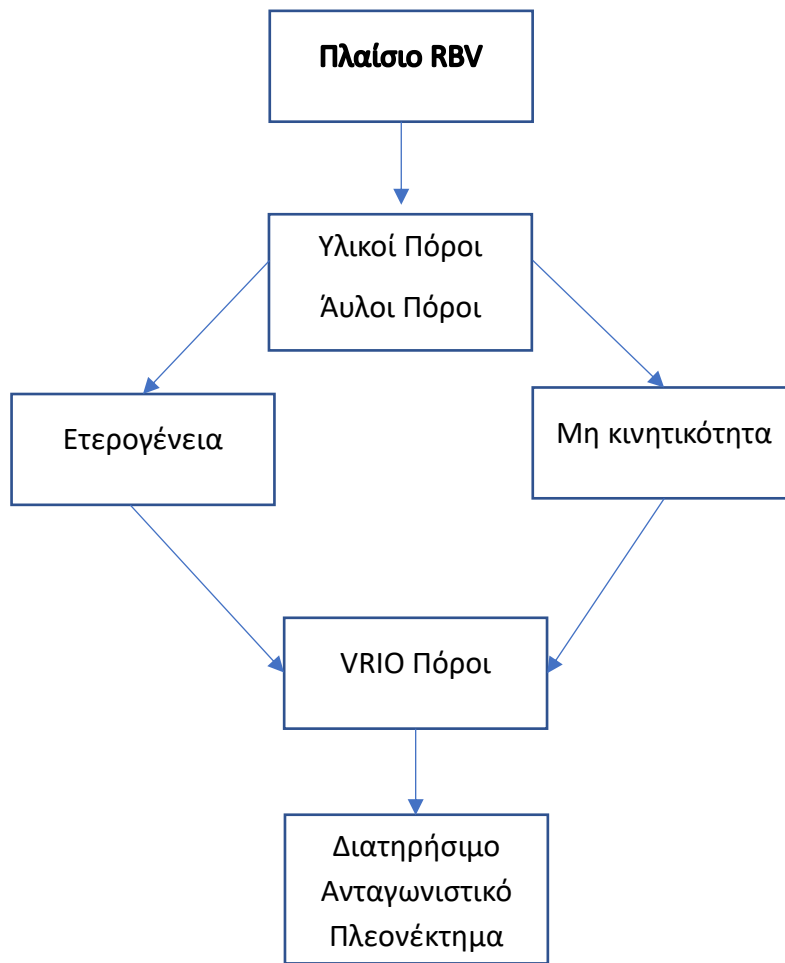 Πλαίσιο RBV
Υλικοί Πόροι
Άυλοι Πόροι
Ετερογένεια
Μη κινητικότητα
VRIO Πόροι
Διατηρήσιμο
Ανταγωνιστικό
Πλεονέκτημα